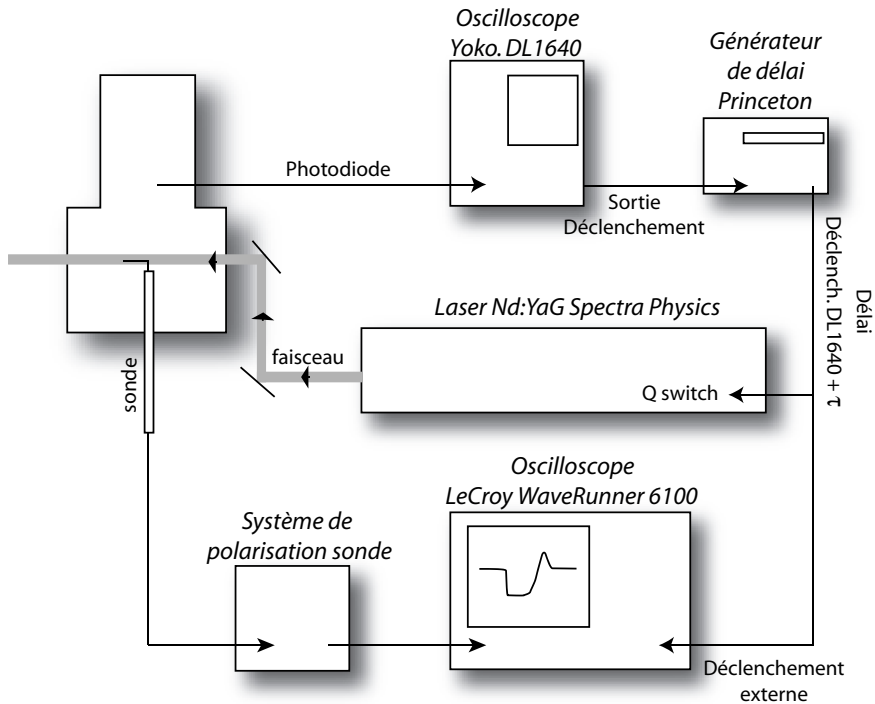 Oscilloscope
Yoko. DL1640
Générateur
de délai
Princeton
Photodiode
Sortie
Déclenchement
Délai
Déclench. DL1640 + τ
Laser Nd:YaG Spectra Physics
faisceau
Q switch
sondes
Oscilloscope
LeCroy WaveRunner 6100
Système de
polarisation sonde
Déclenchement
externe